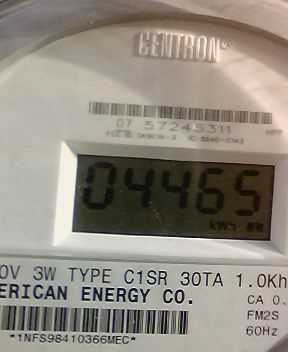 CENTRON®
07 57245311
04465
kWh
0V 3W TYPE C1SR 30TA 1.0Kh
ERICAN ENERGY CO.
CA 0.
FM2S
60Hz
*1NFS98410366MEC*